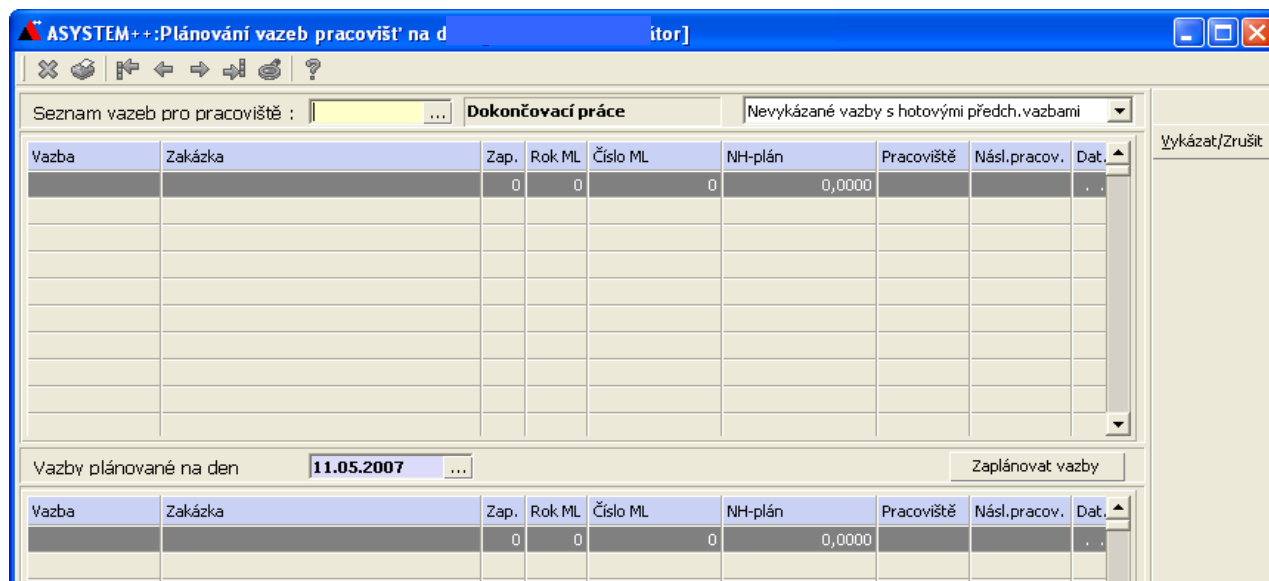 ASYSTEM++:Plánování vazeb pracovišť na d átor]
?
Seznam vazeb pro pracoviště : ... Dokončovací práce Nevykázané vazby s hotovými předch.vazbami
Vykázat/Zrušit
Vazba Zakázka Zap. Rok ML Číslo ML NH-plán Pracoviště Násl.pracov. Dat.
0 0 0 0,0000 . .
Vazby plánované na den 11.05.2007 ... Zaplánovat vazby
Vazba Zakázka Zap. Rok ML Číslo ML NH-plán Pracoviště Násl.pracov. Dat.
0 0 0 0,0000 . .